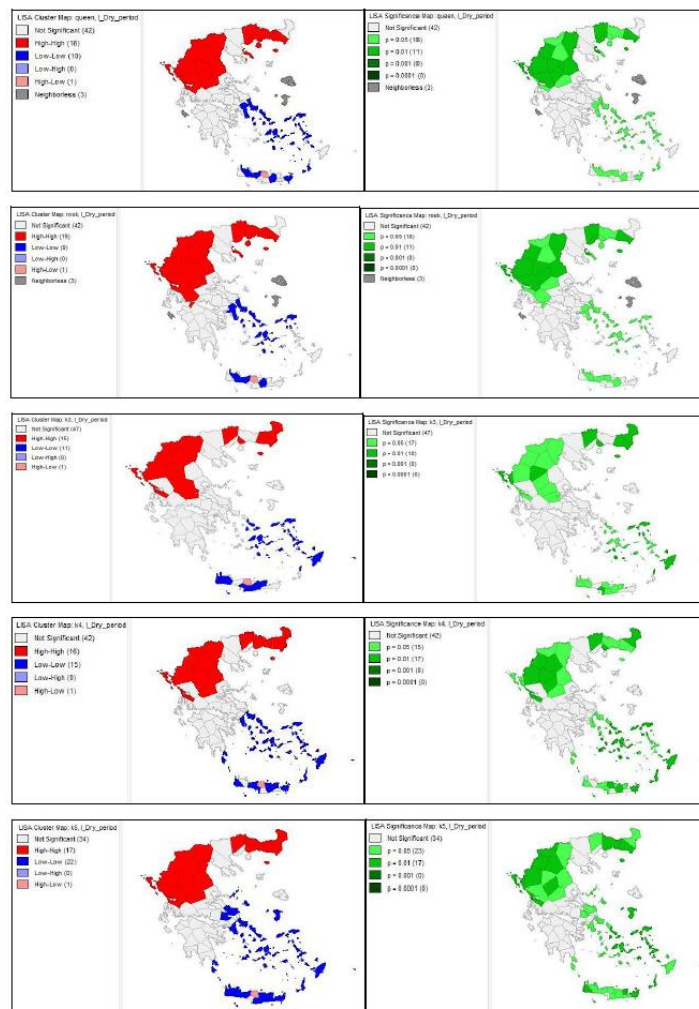 LISA Cluster Map: queen, I_Dry_period
Not Significant (42)
High-High (18)
Low-Low (10)
Low-High (0)
High-Low (1)
Neighborless (3)
LISA Significance Map: queen, I_Dry_period
Not Significant (42)
p = 0.05 (18)
p = 0.01 (11)
p = 0.001 (0)
p = 0.0001 (0)
Neighborless (3)
LISA Cluster Map: rook, I_Dry_period
Not Significant (42)
High-High (19)
Low-Low (9)
Low-High (0)
High-Low (1)
Neighborless (3)
LISA Significance Map: rook, I_Dry_period
Not Significant (42)
p = 0.05 (18)
p = 0.01 (11)
p = 0.001 (0)
p = 0.0001 (0)
Neighborless (3)
LISA Cluster Map: k3, I_Dry_period
Not Significant (47)
High-High (15)
Low-Low (11)
Low-High (0)
High-Low (1)
LISA Significance Map: k3, I_Dry_period
Not Significant (47)
p = 0.05 (17)
p = 0.01 (10)
p = 0.001 (0)
p = 0.0001 (0)
LISA Cluster Map: k4, I_Dry_period
Not Significant (42)
High-High (16)
Low-Low (15)
Low-High (0)
High-Low (1)
LISA Significance Map: k4, I_Dry_period
Not Significant (42)
p = 0.05 (15)
p = 0.01 (17)
p = 0.001 (0)
p = 0.0001 (0)
LISA Cluster Map: k5, I_Dry_period
Not Significant (34)
High-High (17)
Low-Low (22)
Low-High (0)
High-Low (1)
LISA Significance Map: k5, I_Dry_period
Not Significant (34)
p = 0.05 (23)
p = 0.01 (17)
p = 0.001 (0)
p = 0.0001 (0)